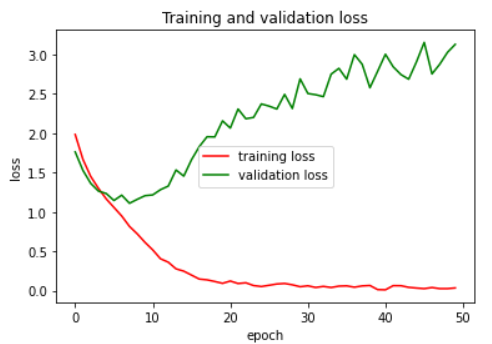 Training and validation loss
3.0
2.5
2.0
1.5
1.0
0.5
0.0
loss
training loss
validation loss
0 10 20 30 40 50
epoch